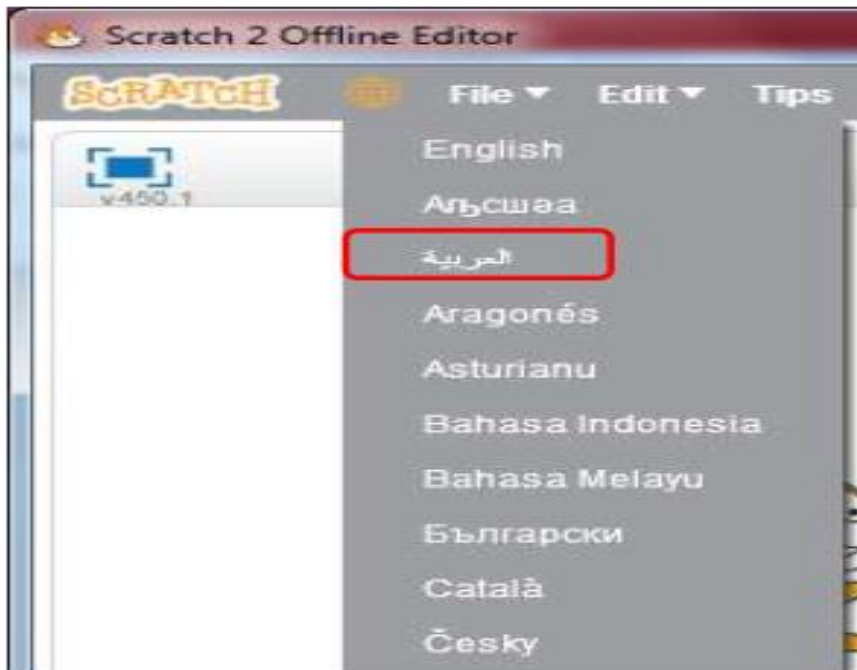 Scratch 2 Offline Editor
SCRATCH File Edit Tips
v450.1
English
Аҧсшәа
العربية
Aragonés
Asturianu
Bahasa Indonesia
Bahasa Melayu
Български
Català
Česky